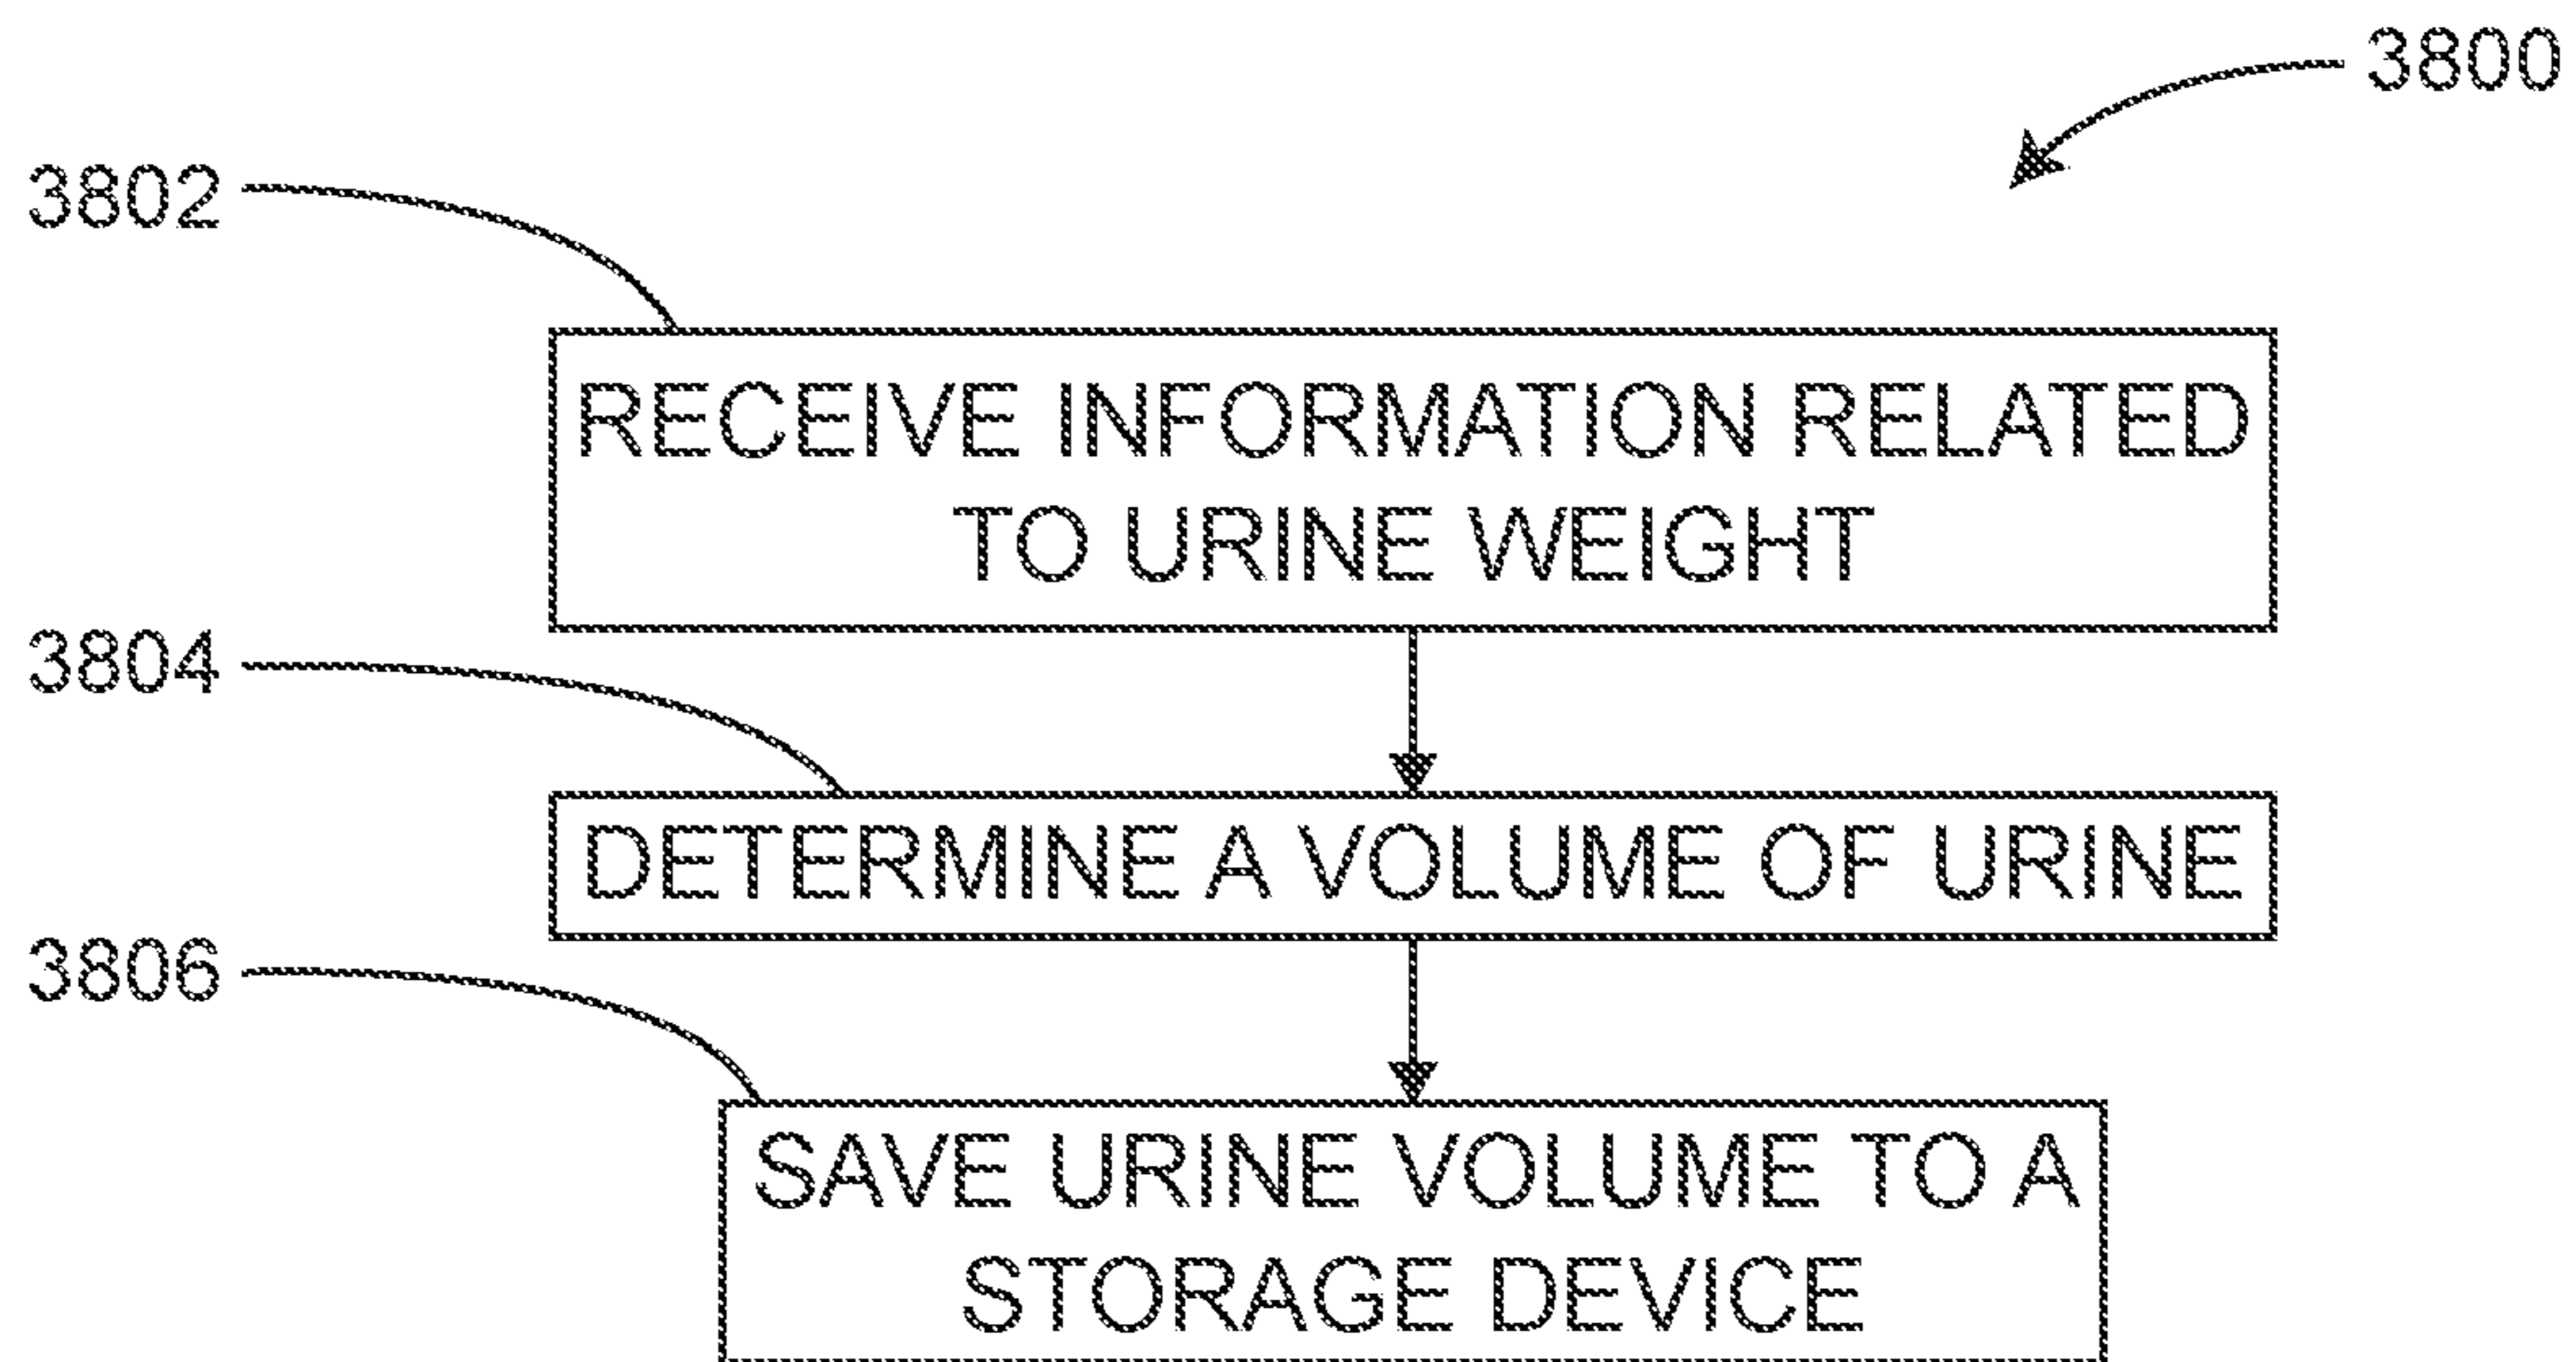 3800
3802
RECEIVE INFORMATION RELATED
TO URINE WEIGHT
3804
DETERMINE A VOLUME OF URINE
3806
SAVE URINE VOLUME TO A
STORAGE DEVICE